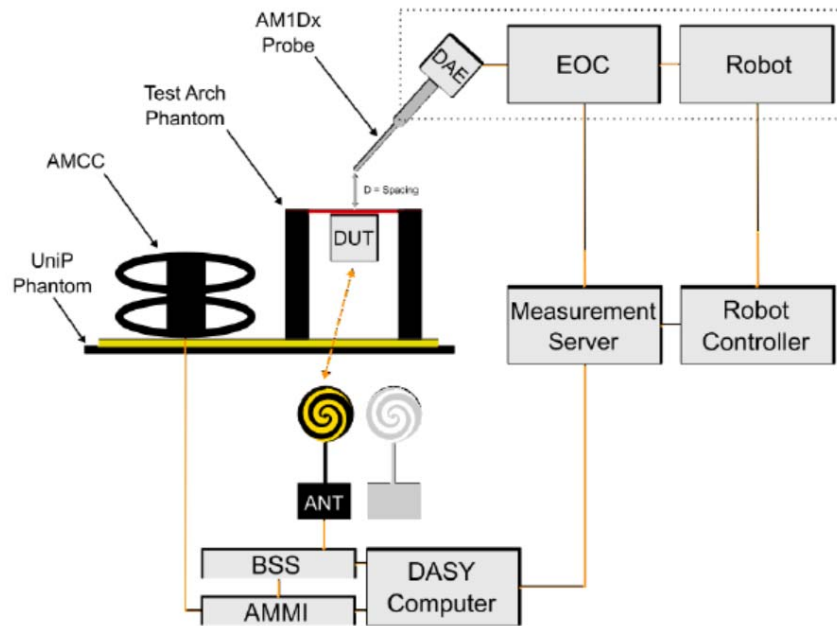 AM1Dx
Probe
DAE
EOC
Robot
Test Arch
Phantom
AMCC
D = Spacing
DUT
UniP
Phantom
Measurement
Server
Robot
Controller
ANT
BSS
DASY
Computer
AMMI